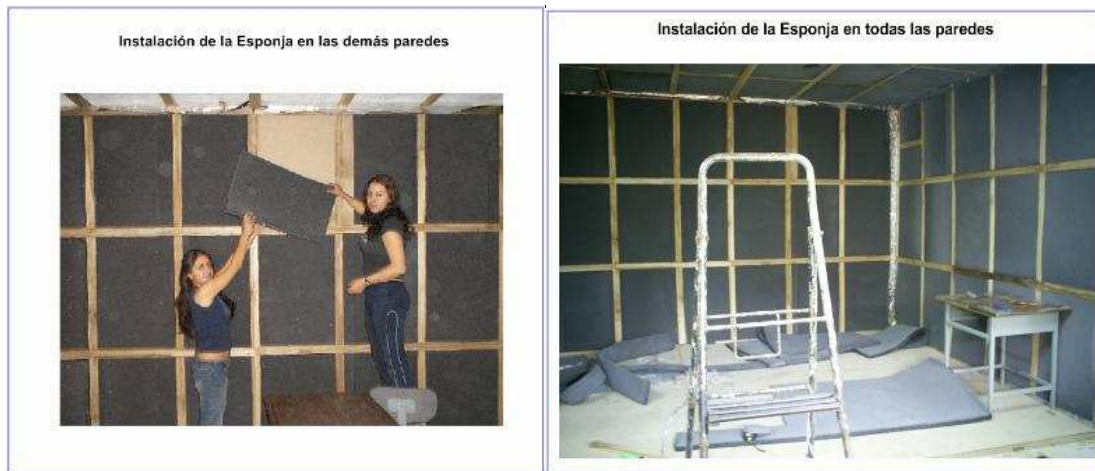 Instalación de la Esponja en las demás paredes
Instalación de la Esponja en todas las paredes